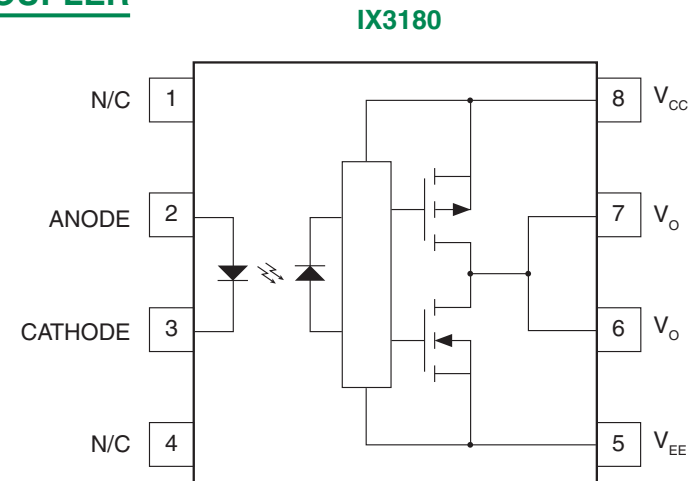 IX3180
N/C 1
8 VCC
ANODE 2
7 VO
CATHODE 3
6 VO
N/C 4
5 VEE